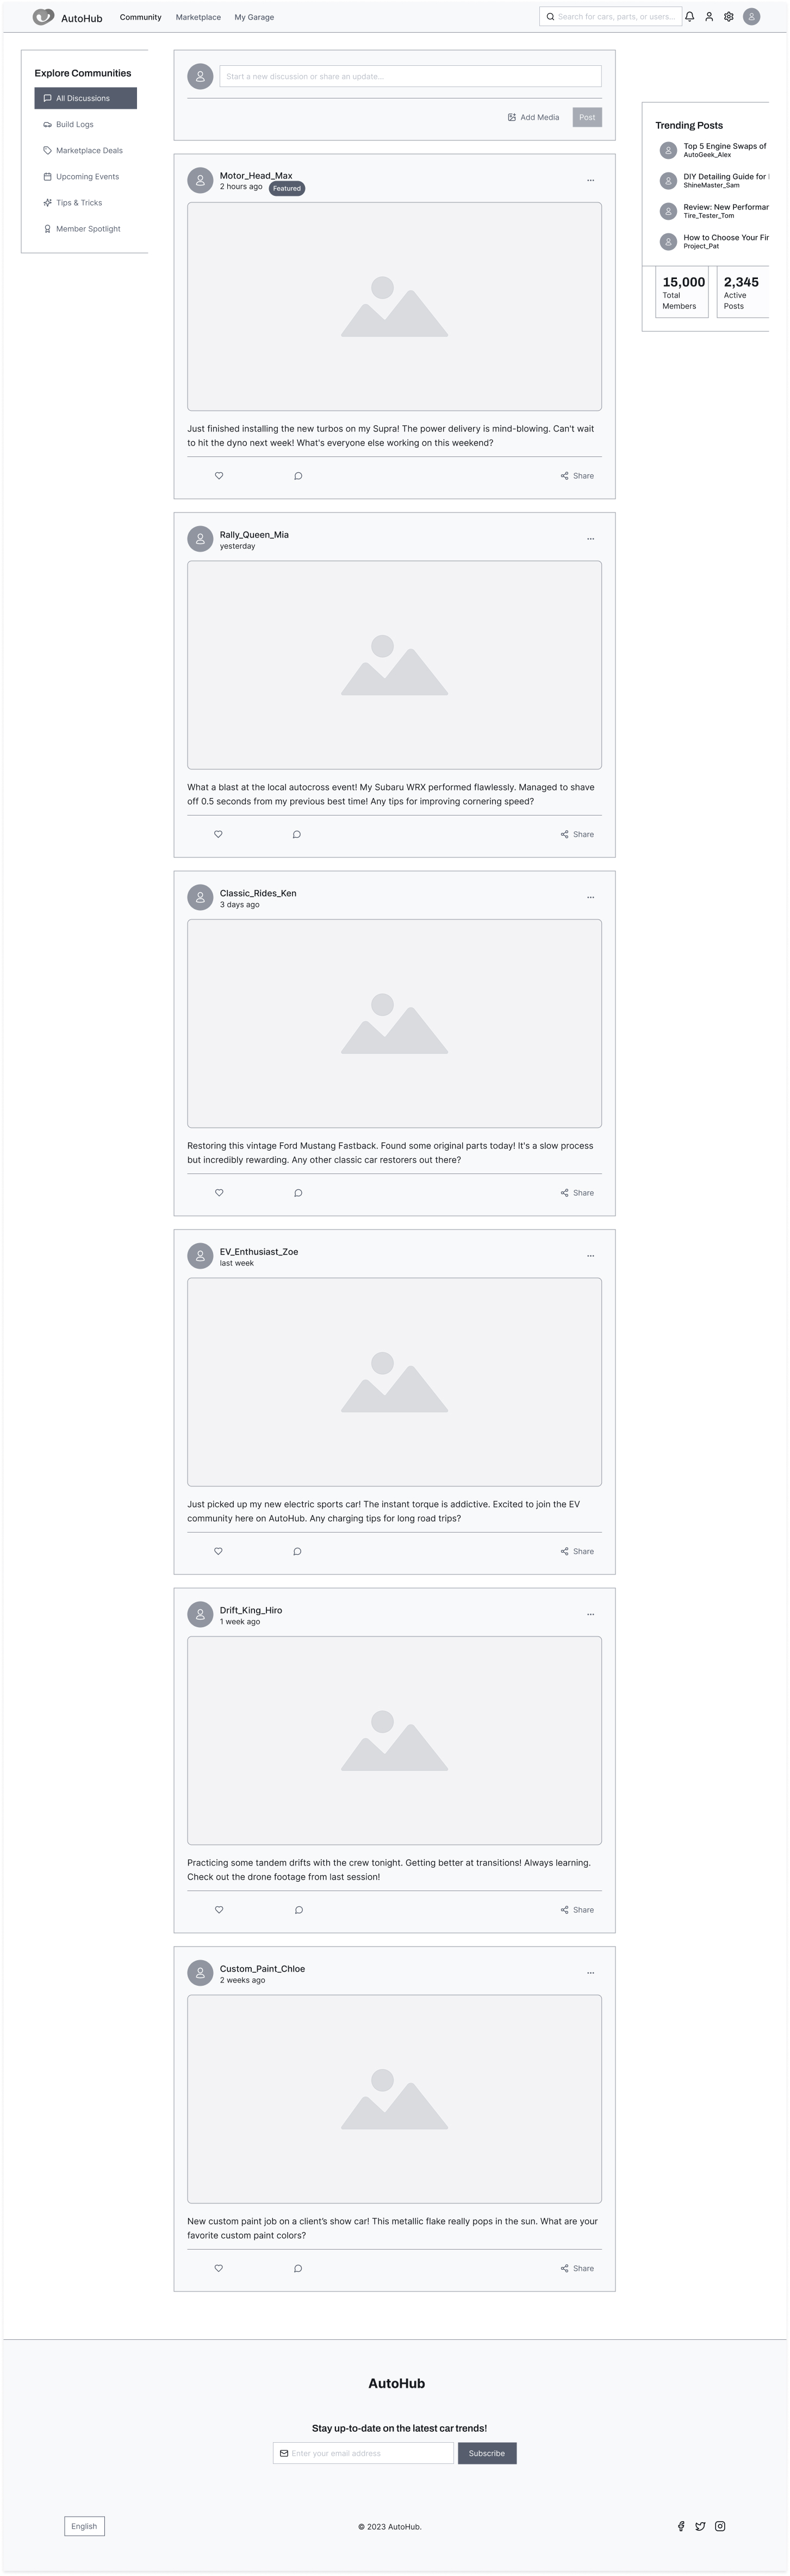 AutoHub
Community
Marketplace
My Garage
Search for cars, parts, or users...
Explore Communities
All Discussions
Build Logs
Marketplace Deals
Upcoming Events
Tips & Tricks
Member Spotlight
Start a new discussion or share an update...
Add Media
Post
Motor_Head_Max
2 hours ago
Featured
Just finished installing the new turbos on my Supra! The power delivery is mind-blowing. Can't wait
to hit the dyno next week! What's everyone else working on this weekend?
Share
Rally_Queen_Mia
yesterday
What a blast at the local autocross event! My Subaru WRX performed flawlessly. Managed to shave
off 0.5 seconds from my previous best time! Any tips for improving cornering speed?
Share
Classic_Rides_Ken
3 days ago
Restoring this vintage Ford Mustang Fastback. Found some original parts today! It's a slow process
but incredibly rewarding. Any other classic car restorers out there?
Share
EV_Enthusiast_Zoe
last week
Just picked up my new electric sports car! The instant torque is addictive. Excited to join the EV
community here on AutoHub. Any charging tips for long road trips?
Share
Drift_King_Hiro
1 week ago
Practicing some tandem drifts with the crew tonight. Getting better at transitions! Always learning.
Check out the drone footage from last session!
Share
Custom_Paint_Chloe
2 weeks ago
New custom paint job on a client's show car! This metallic flake really pops in the sun. What are your
favorite custom paint colors?
Share
Trending Posts
Top 5 Engine Swaps of
AutoGeek_Alex
DIY Detailing Guide for
ShineMaster_Sam
Review: New Performar
Tire_Tester_Tom
How to Choose Your Fir
Project_Pat
15,000
Total
Members
2,345
Active
Posts
AutoHub
Stay up-to-date on the latest car trends!
Enter your email address
Subscribe
English
© 2023 AutoHub.